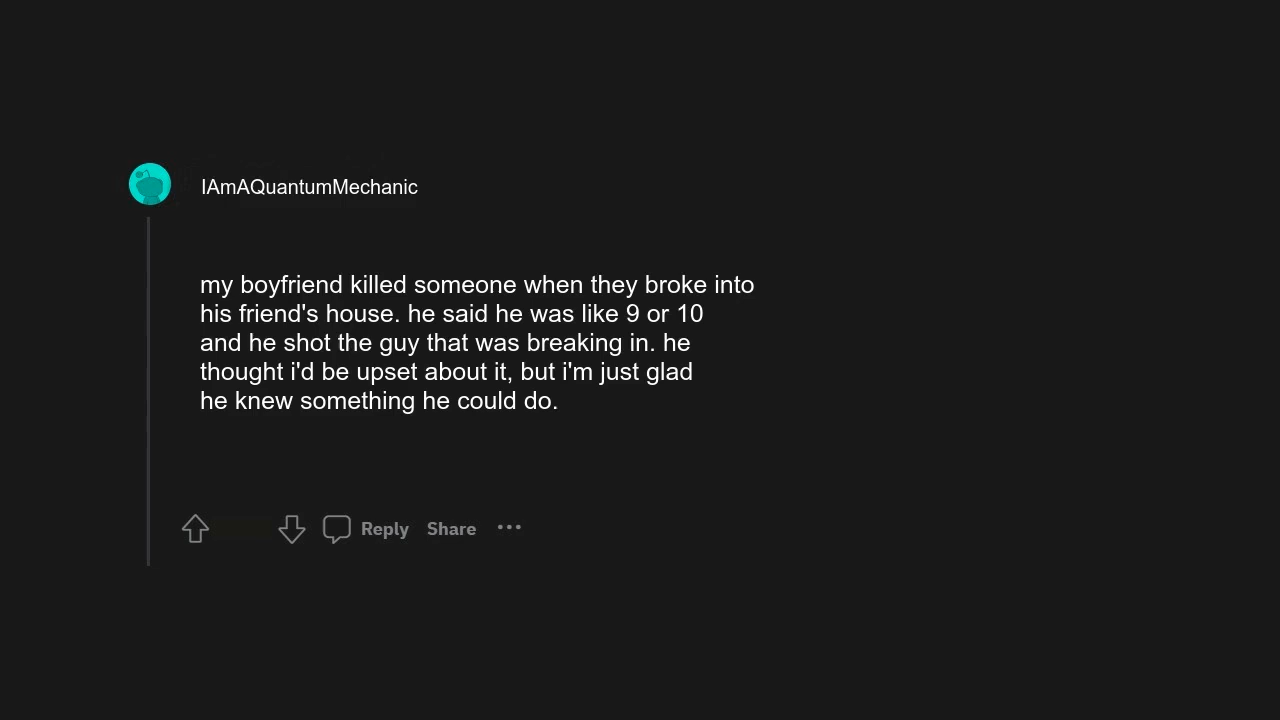 IAmAQuantumMechanic
my boyfriend killed someone when they broke into
his friend's house. he said he was like 9 or 10
and he shot the guy that was breaking in. he
thought i'd be upset about it, but i'm just glad
he knew something he could do.
Reply Share